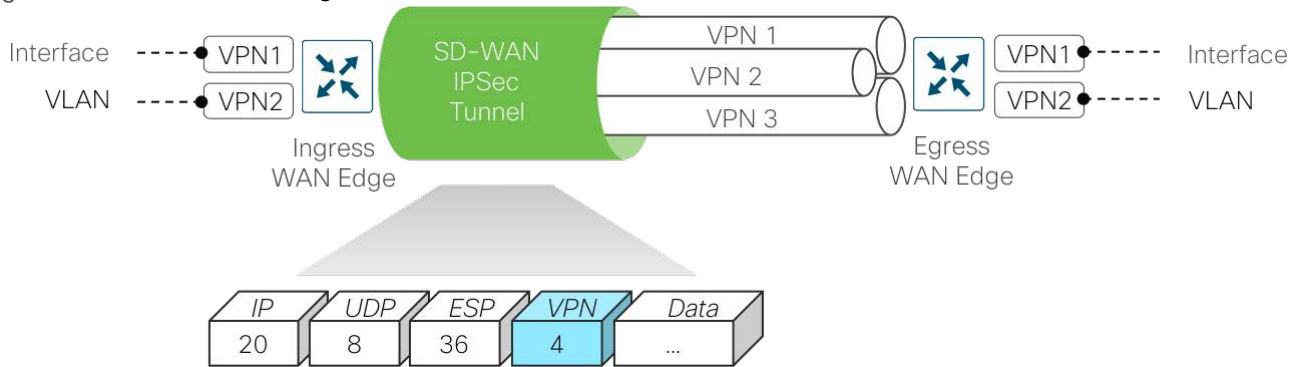 Interface
VLAN
VPN1
VPN2
Ingress
WAN Edge
SD-WAN
IPSec
Tunnel
VPN 1
VPN 2
VPN 3
Egress
WAN Edge
VPN1
VPN2
Interface
VLAN
IP
UDP
ESP
VPN
Data
20
8
36
4
...